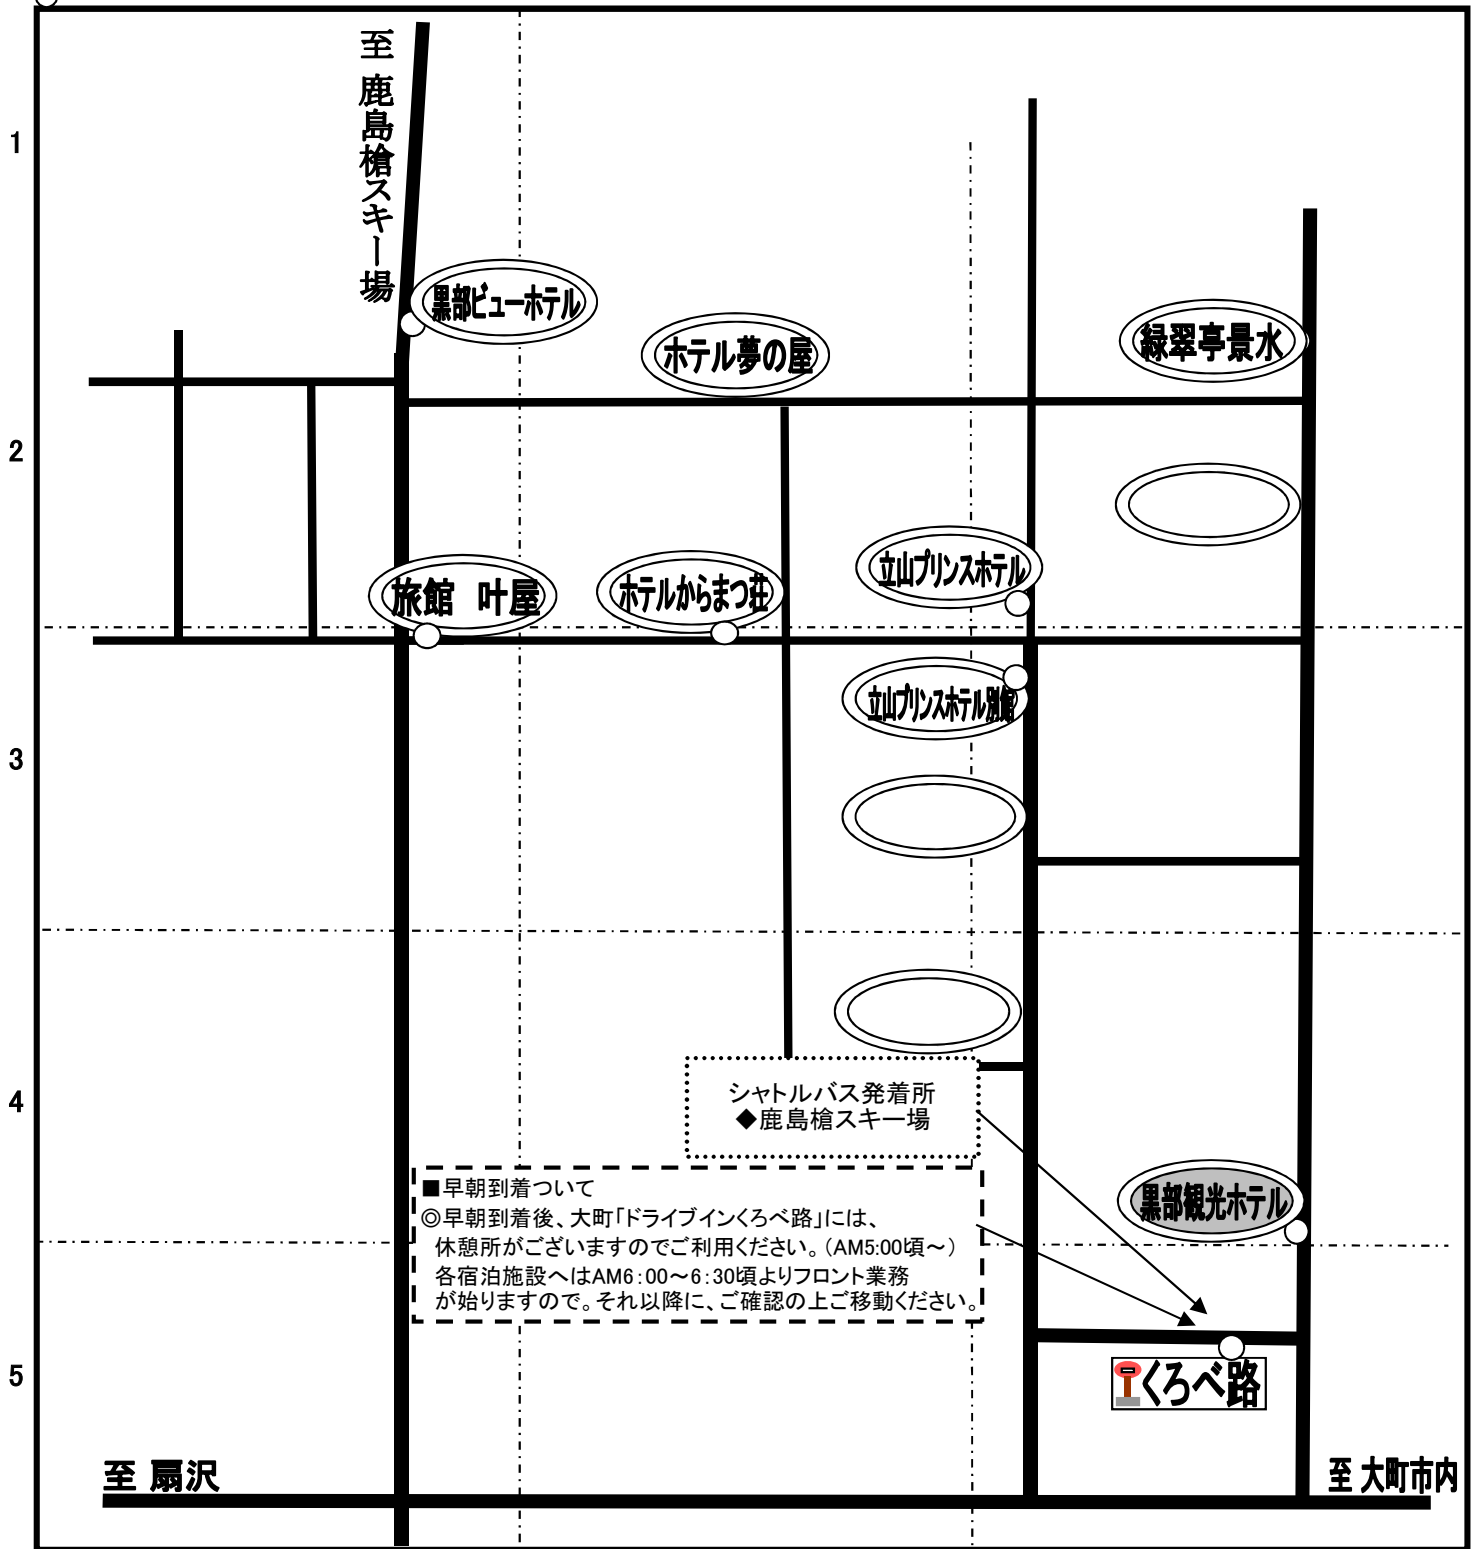 至 鹿島槍スキー場
1
黒部ビューホテル
ホテル夢の屋
緑翠亭景水
2
立山プリンスホテル
旅館 叶屋
ホテルからまつ荘
立山プリンスホテル別館
3
シャトルバス発着所
◆鹿島槍スキー場
4
■早朝到着ついて
◎早朝到着後、大町「ドライブインくろべ路」には、
休憩所がございますのでご利用ください。(AM5:00頃～)
各宿泊施設へはAM6:00～6:30頃よりフロント業務
が始りますので。それ以降に、ご確認の上ご移動ください。
黒部観光ホテル
5
くろべ路
至 扇沢
至 大町市内